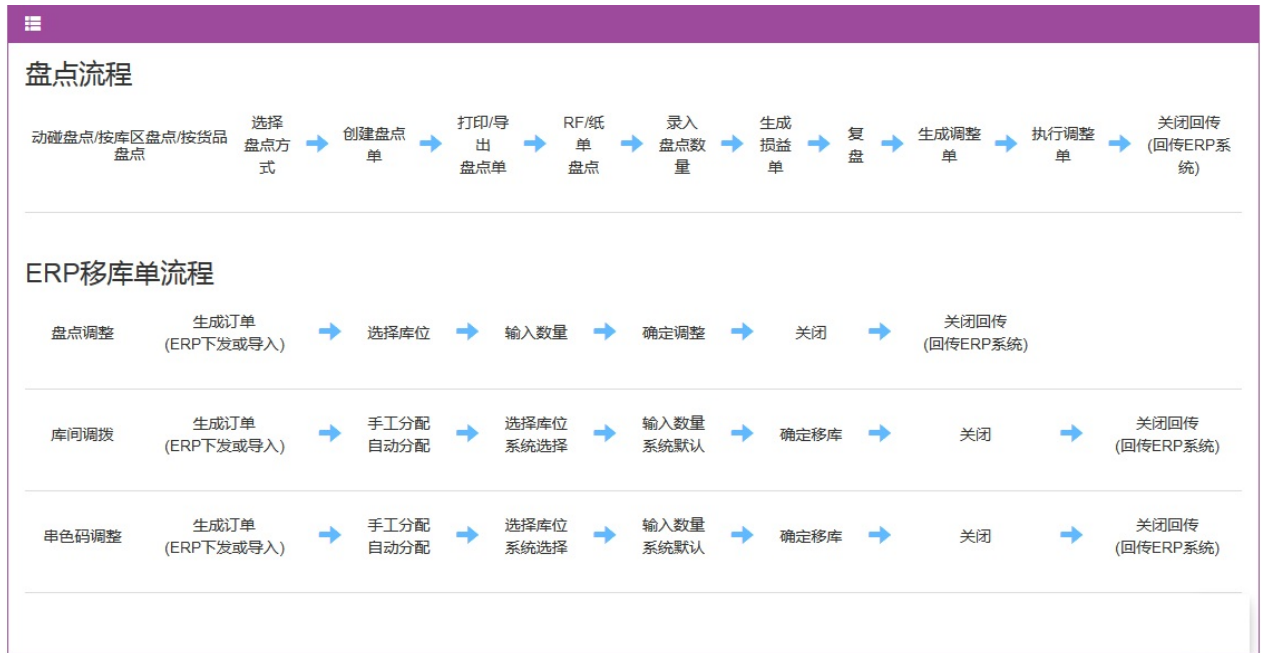 盘点流程
动碰盘点/按库区盘点/按货品
盘点
选择
盘点方
式
创建盘点
单
打印/导
出
盘点单
RF/纸
单
盘点
录入
盘点数
量
生成
损益
单
复
盘
生成调整
单
执行调整
单
关闭回传
(回传ERP系
统)
ERP移库单流程
盘点调整
生成订单
(ERP下发或导入)
选择库位
输入数量
确定调整
关闭
关闭回传
(回传ERP系统)
库间调拨
生成订单
(ERP下发或导入)
手工分配
自动分配
选择库位
系统选择
输入数量
系统默认
确定移库
关闭
关闭回传
(回传ERP系统)
串色码调整
生成订单
(ERP下发或导入)
手工分配
自动分配
选择库位
系统选择
输入数量
系统默认
确定移库
关闭
关闭回传
(回传ERP系统)